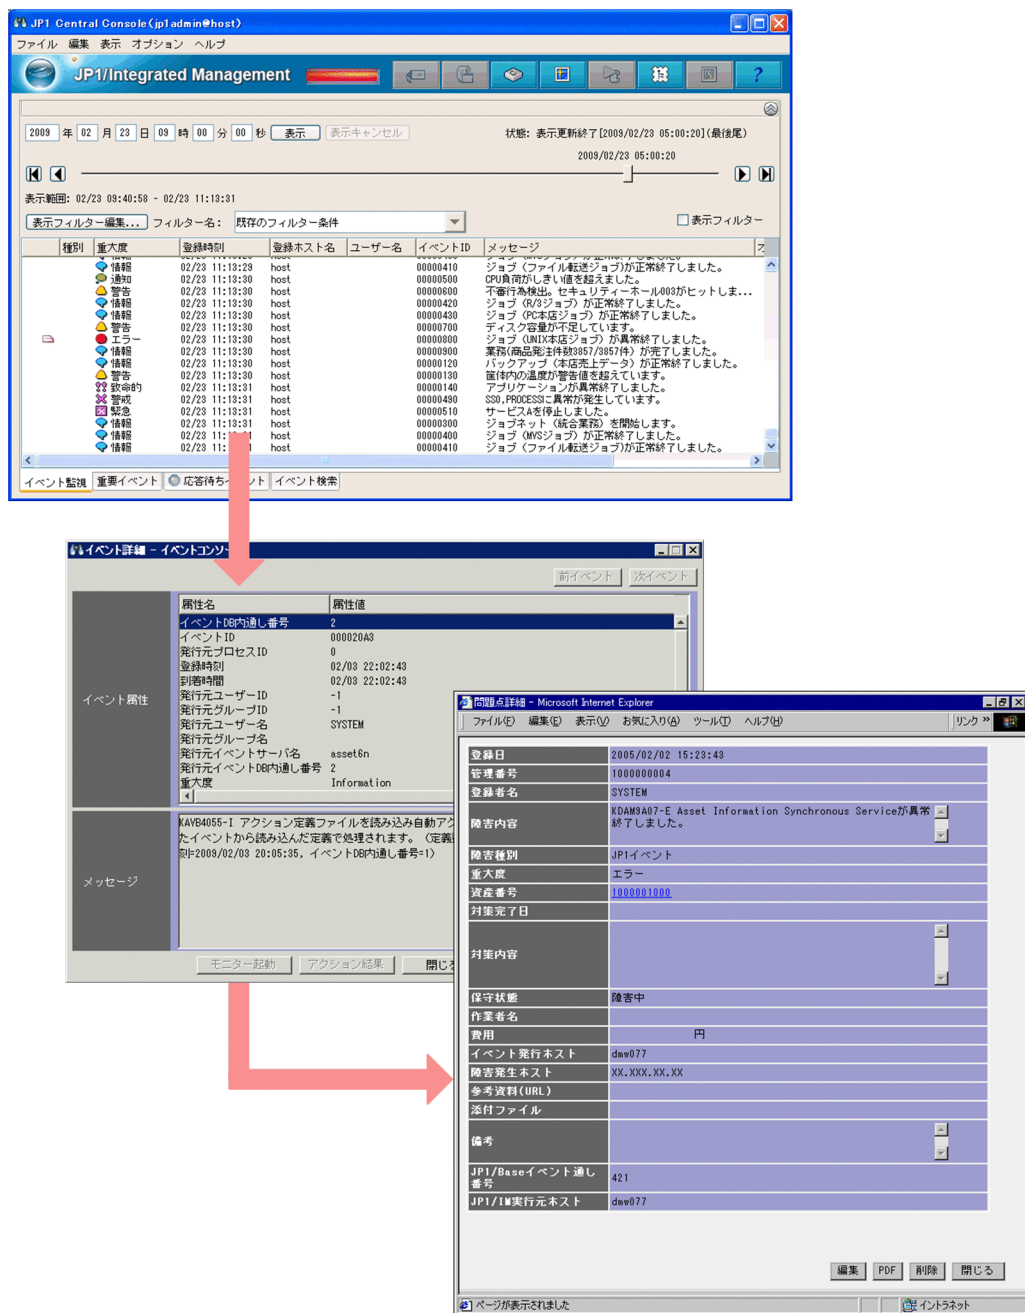 JP1 Central Console(jp1admin@host)
ファイル 編集 表示 オプション ヘルプ
JP1/Integrated Management
2009 年 02 月 23 日 09 時 00 分 00 秒 表示 表示キャンセル 状態: 表示更新終了[2009/02/23 05:00:20](最後尾)
2009/02/23 05:00:20
表示範囲: 02/23 09:40:58 - 02/23 11:13:31
表示フィルター編集... フィルター名: 既存のフィルター条件 表示フィルター
種別 重大度 登録時刻 登録ホスト名 ユーザー名 イベントID メッセージ
情報 02/23 11:13:29 host 00000410 ジョブ（ファイル転送ジョブ)が正常終了しました。
通知 02/23 11:13:30 host 00000500 CPU負荷がしきい値を超えました。
警告 02/23 11:13:30 host 00000600 不審行為検出。セキュリティーホール003がヒットしま...
情報 02/23 11:13:30 host 00000420 ジョブ（R/3ジョブ）が正常終了しました。
情報 02/23 11:13:30 host 00000430 ジョブ（PC本店ジョブ）が正常終了しました。
警告 02/23 11:13:30 host 00000700 ディスク容量が不足しています。
エラー 02/23 11:13:30 host 00000800 ジョブ（UNIX本店ジョブ）が異常終了しました。
情報 02/23 11:13:30 host 00000900 業務(商品発注件数3857/3857件）が完了しました。
情報 02/23 11:13:30 host 00000120 バックアップ（本店売上データ）が正常終了しました。
警告 02/23 11:13:30 host 00000130 筐体内の温度が警告値を超えています。
致命的 02/23 11:13:31 host 00000140 アプリケーションが異常終了しました。
警戒 02/23 11:13:31 host 00000490 SSO,PROCESSに異常が発生しています。
緊急 02/23 11:13:31 host 00000510 サービスAを停止しました。
情報 02/23 11:13:31 host 00000300 ジョブネット（統合業務）を開始します。
情報 02/23 11: host 00000400 ジョブ（MVSジョブ）が正常終了しました。
情報 02/23 11: host 00000410 ジョブ（ファイル転送ジョブ)が正常終了しました。
イベント監視 重要イベント 応答待ちイベント イベント検索
イベント詳細 - イベントコンソー
前イベント 次イベント
属性名 属性値
イベントDB内通し番号 2
イベントID 000020A3
発行元プロセスID 0
登録時刻 02/03 22:02:43
到着時間 02/03 22:02:43
イベント属性
発行元ユーザーID -1
発行元グループID -1
発行元ユーザー名 SYSTEM
発行元グループ名
発行元イベントサーバ名 asset6n
発行元イベントDB内通し番号 2
重大度 Information
メッセージ
KAVB4055-I アクション定義ファイルを読み込み自動アク
たイベントから読み込んだ定義で処理されます。（定義
刻=2009/02/03 20:05:35, イベントDB内通し番号=1）
モニター起動 アクション結果 閉じる
問題点詳細 - Microsoft Internet Explorer
ファイル(F) 編集(E) 表示(V) お気に入り(A) ツール(T) ヘルプ(H) リンク »
登録日 2005/02/02 15:23:43
管理番号 1000000004
登録者名 SYSTEM
障害内容 KDAM9A07-E Asset Information Synchronous Serviceが異常
終了しました。
障害種別 JP1イベント
重大度 エラー
資産番号 1000001000
対策完了日
対策内容
保守状態 障害中
作業者名
費用 円
イベント発行ホスト dmw077
障害発生ホスト XX.XXX.XX.XX
参考資料(URL)
添付ファイル
備考
JP1/Baseイベント通し
番号 421
JP1/IM実行元ホスト dmw077
編集 PDF 削除 閉じる
ページが表示されました イントラネット